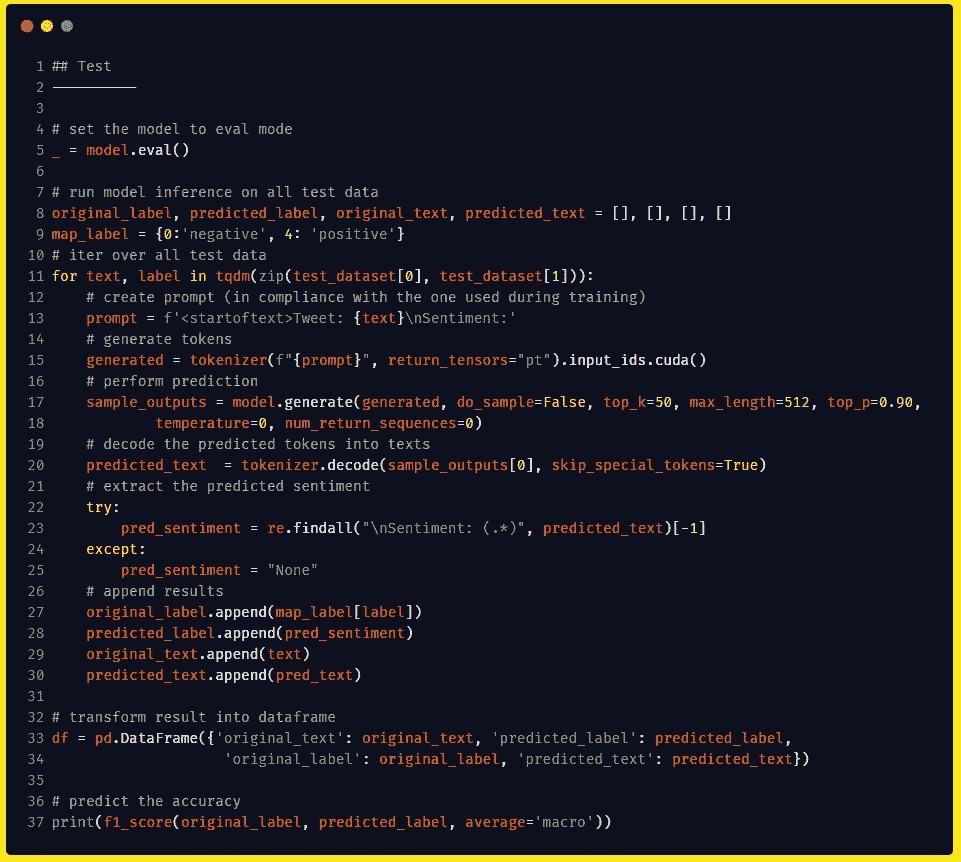 1 ## Test
2 ──────────
3
4 # set the model to eval mode
5 _ = model.eval()
6
7 # run model inference on all test data
8 original_label, predicted_label, original_text, predicted_text = [], [], [], []
9 map_label = {0:'negative', 4: 'positive'}
10 # iter over all test data
11 for text, label in tqdm(zip(test_dataset[0], test_dataset[1])):
12     # create prompt (in compliance with the one used during training)
13     prompt = f'<startoftext>Tweet: {text}\nSentiment:'
14     # generate tokens
15     generated = tokenizer(f"{prompt}", return_tensors="pt").input_ids.cuda()
16     # perform prediction
17     sample_outputs = model.generate(generated, do_sample=False, top_k=50, max_length=512, top_p=0.90,
18             temperature=0, num_return_sequences=0)
19     # decode the predicted tokens into texts
20     predicted_text  = tokenizer.decode(sample_outputs[0], skip_special_tokens=True)
21     # extract the predicted sentiment
22     try:
23         pred_sentiment = re.findall("\nSentiment: (.*)", predicted_text)[-1]
24     except:
25         pred_sentiment = "None"
26     # append results
27     original_label.append(map_label[label])
28     predicted_label.append(pred_sentiment)
29     original_text.append(text)
30     predicted_text.append(pred_text)
31
32 # transform result into dataframe
33 df = pd.DataFrame({'original_text': original_text, 'predicted_label': predicted_label,
34                     'original_label': original_label, 'predicted_text': predicted_text})
35
36 # predict the accuracy
37 print(f1_score(original_label, predicted_label, average='macro'))